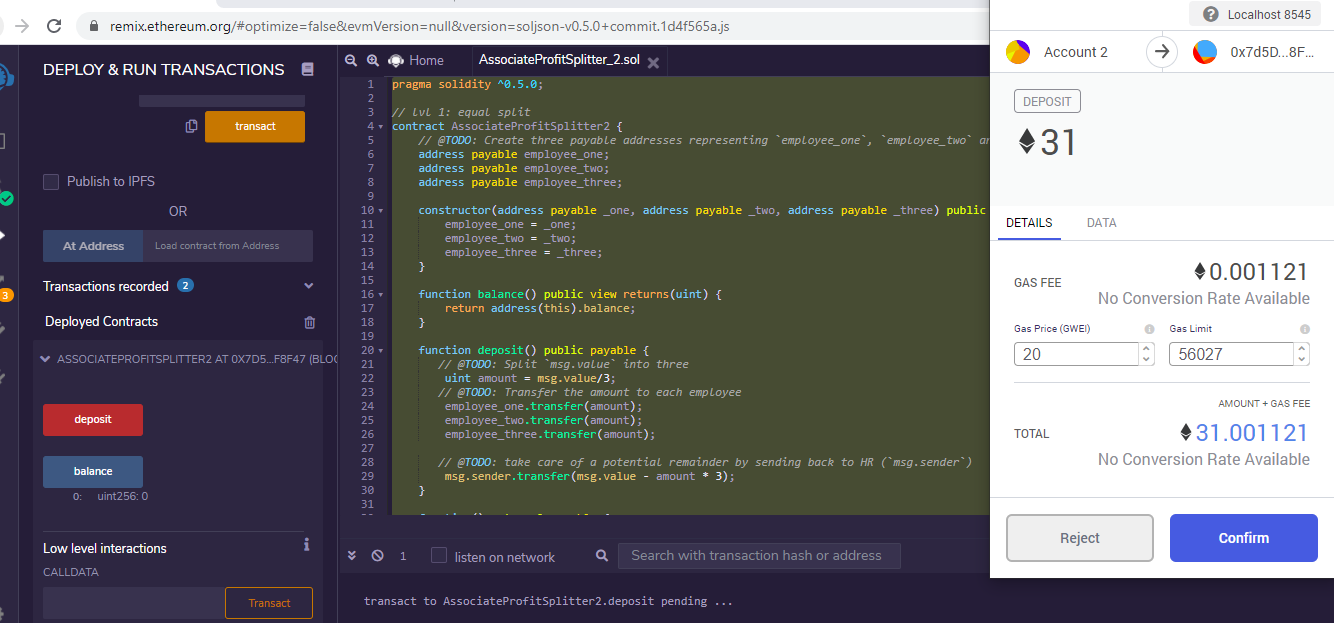 remix.ethereum.org/#optimize=false&evmVersion=null&version=soljson-v0.5.0+commit.1d4f565a.js
DEPLOY & RUN TRANSACTIONS
transact
Publish to IPFS
OR
At Address
Load contract from Address
Transactions recorded 2
Deployed Contracts
ASSOCIATEPROFITSPLITTER2 AT 0X7D5...F8F47 (BLOC
deposit
balance
0: uint256: 0
Low level interactions
CALLDATA
Transact
3
Home
AssociateProfitSplitter_2.sol
1 pragma solidity ^0.5.0;
2
3 // lvl 1: equal split
4 contract AssociateProfitSplitter2 {
5 // @TODO: Create three payable addresses representing `employee_one`, `employee_two` an
6 address payable employee_one;
7 address payable employee_two;
8 address payable employee_three;
9
10 constructor(address payable _one, address payable _two, address payable _three) public
11 employee_one = _one;
12 employee_two = _two;
13 employee_three = _three;
14 }
15
16 function balance() public view returns(uint) {
17 return address(this).balance;
18 }
19
20 function deposit() public payable {
21 // @TODO: Split `msg.value` into three
22 uint amount = msg.value/3;
23 // @TODO: Transfer the amount to each employee
24 employee_one.transfer(amount);
25 employee_two.transfer(amount);
26 employee_three.transfer(amount);
27
28 // @TODO: take care of a potential remainder by sending back to HR (`msg.sender`)
29 msg.sender.transfer(msg.value - amount * 3);
30 }
31
1
listen on network
Search with transaction hash or address
transact to AssociateProfitSplitter2.deposit pending ...
Localhost 8545
Account 2
0x7d5D...8F...
DEPOSIT
31
DETAILS
DATA
GAS FEE
0.001121
No Conversion Rate Available
Gas Price (GWEI)
Gas Limit
20
56027
AMOUNT + GAS FEE
TOTAL
31.001121
No Conversion Rate Available
Reject
Confirm